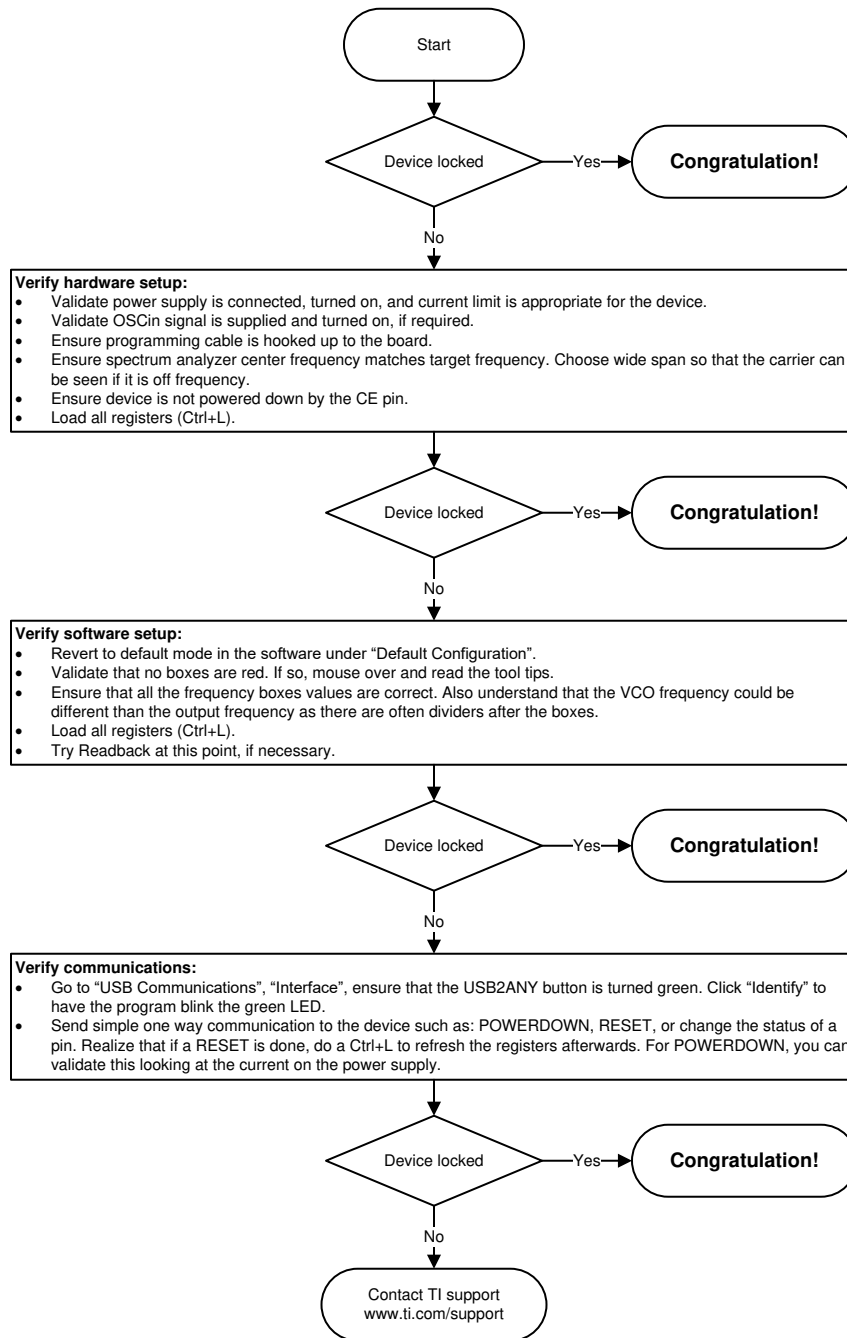 Start
Device locked
Yes
Congratulation!
No
Verify hardware setup:
• Validate power supply is connected, turned on, and current limit is appropriate for the device.
• Validate OSCin signal is supplied and turned on, if required.
• Ensure programming cable is hooked up to the board.
• Ensure spectrum analyzer center frequency matches target frequency. Choose wide span so that the carrier can
be seen if it is off frequency.
• Ensure device is not powered down by the CE pin.
• Load all registers (Ctrl+L).
Device locked
Yes
Congratulation!
No
Verify software setup:
• Revert to default mode in the software under “Default Configuration”.
• Validate that no boxes are red. If so, mouse over and read the tool tips.
• Ensure that all the frequency boxes values are correct. Also understand that the VCO frequency could be
different than the output frequency as there are often dividers after the boxes.
• Load all registers (Ctrl+L).
• Try Readback at this point, if necessary.
Device locked
Yes
Congratulation!
No
Verify communications:
• Go to “USB Communications”, “Interface”, ensure that the USB2ANY button is turned green. Click “Identify” to
have the program blink the green LED.
• Send simple one way communication to the device such as: POWERDOWN, RESET, or change the status of a
pin. Realize that if a RESET is done, do a Ctrl+L to refresh the registers afterwards. For POWERDOWN, you can
validate this looking at the current on the power supply.
Device locked
Yes
Congratulation!
No
Contact TI support
www.ti.com/support